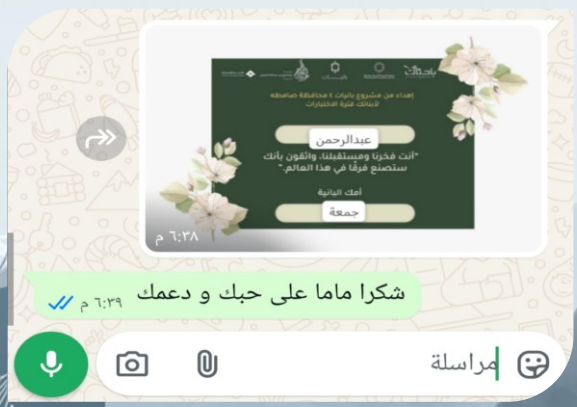 إهداء من مشروع بانيات ٤ محافظة صامطه
لأبنائك فترة الاختبارات
عبدالرحمن
"أنت فخرنا ومستقبلنا، واثقون بأنك
ستصنع فرقًا في هذا العالم."
أمك البانية
جمعة
٦:٣٨ م
شكرا ماما على حبك و دعمك
٦:٣٩ م
مراسلة